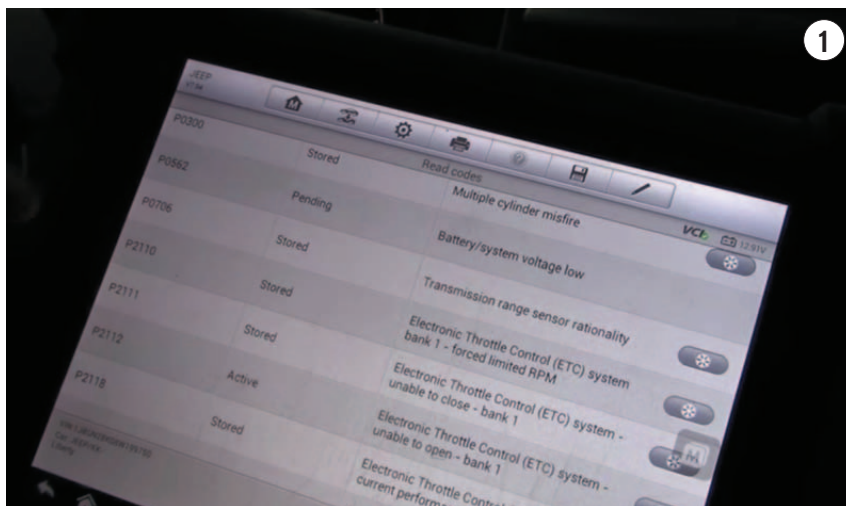 1
JEEP
Read codes
VCI 12.91V
P0300 Stored Multiple cylinder misfire
P0562 Pending Battery/system voltage low
P0706 Stored Transmission range sensor rationality
P2110 Stored Electronic Throttle Control (ETC) system
bank 1 - forced limited RPM
P2111 Stored Electronic Throttle Control (ETC) system -
unable to close - bank 1
P2112 Active Electronic Throttle Control (ETC) system -
unable to open - bank 1
P2118 Stored Electronic Throttle
current
M